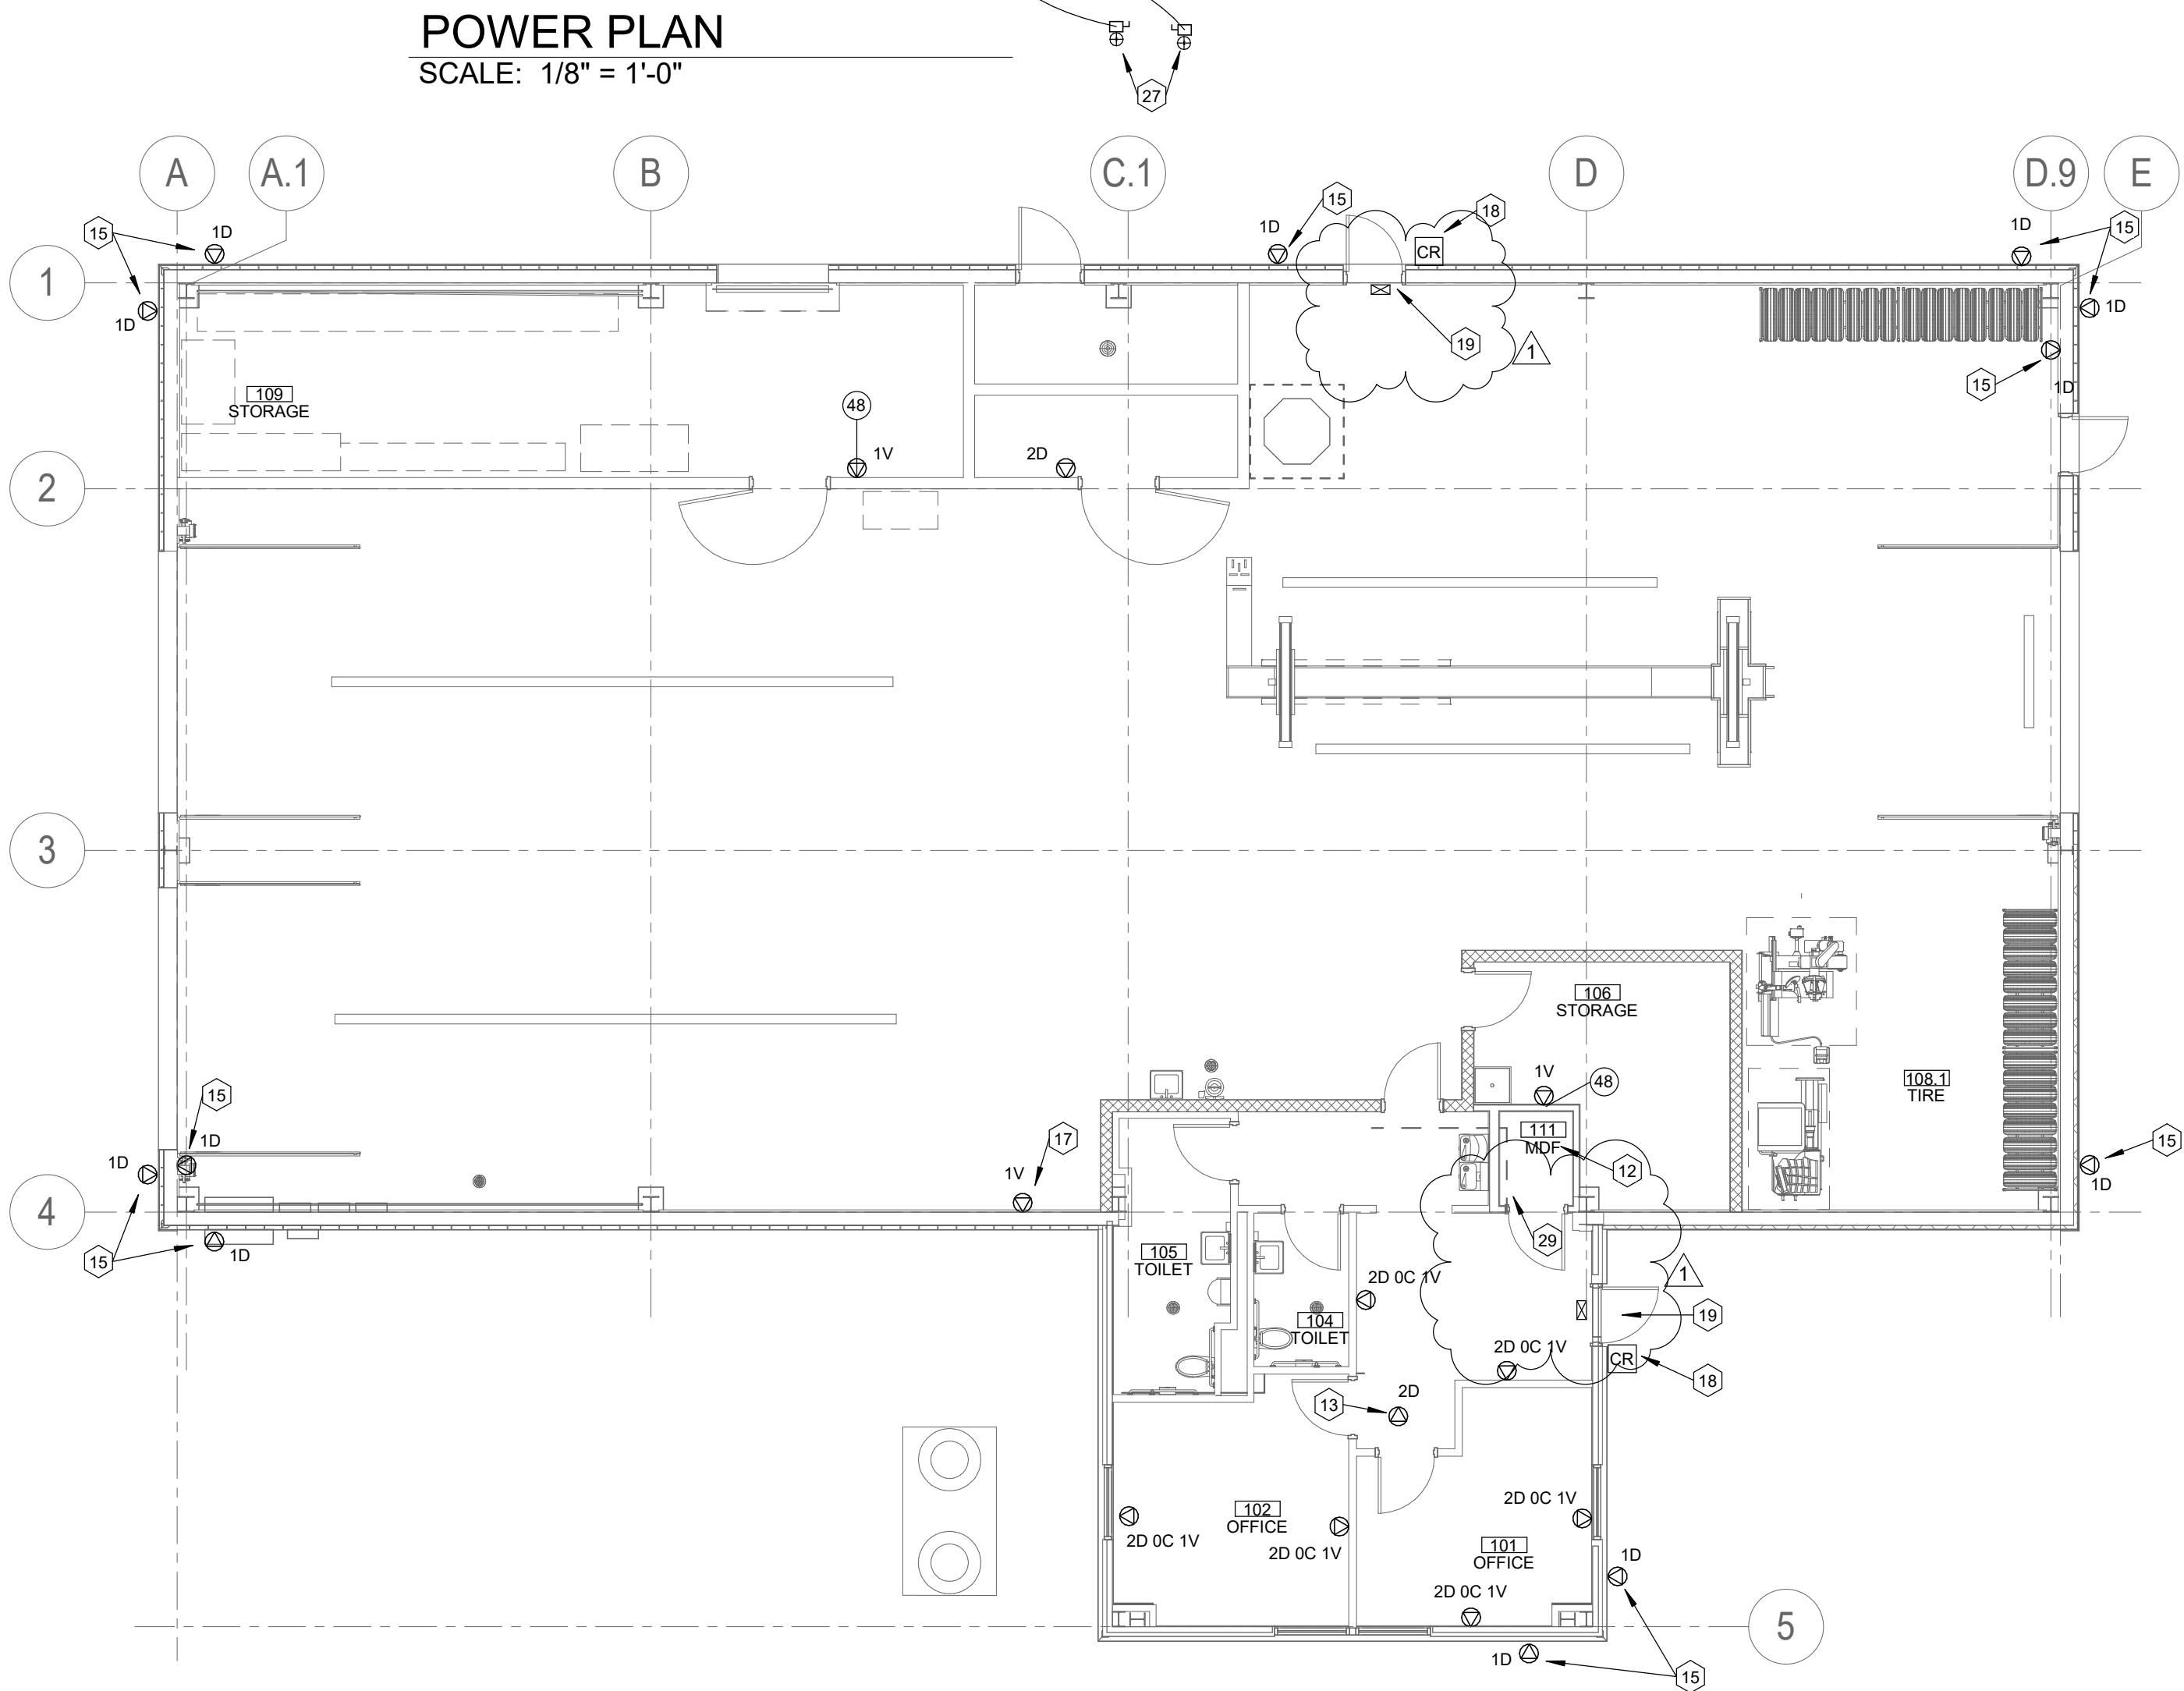 POWER PLAN
SCALE: 1/8" = 1'-0"
27
A
A.1
B
C.1
D
D.9
E
15
1D
1D
15
1D
18
CR
1D
15
1
1D
1D
19
1
15
1D
109
STORAGE
48
1V
2D
2
3
106
STORAGE
1V
48
108.1
TIRE
15
1D
1D
17
1V
111
MDF
12
15
1D
4
29
15
1D
105
TOILET
2D 0C 1V
1
104
TOILET
19
2D 0C 1V
CR
18
13
2D
2D 0C 1V
102
OFFICE
2D 0C 1V
2D 0C 1V
101
OFFICE
1D
2D 0C 1V
5
1D
15